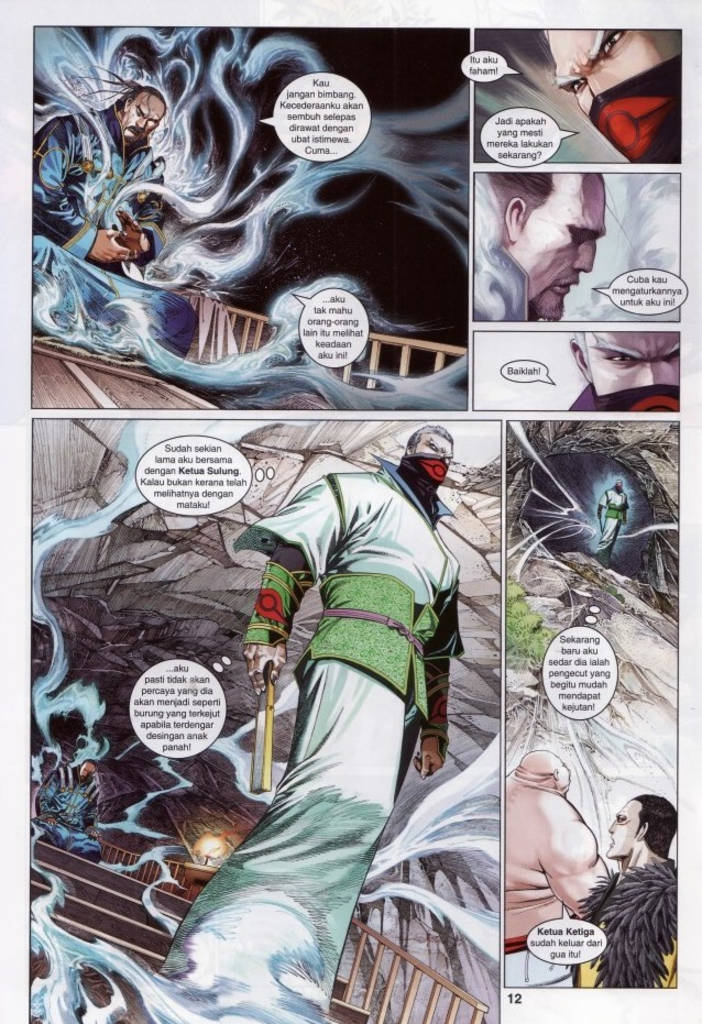 Kau
jangan bimbang.
Kecederaanku akan
sembuh selepas
dirawat dengan
ubat istimewa.
Cuma...
...aku
tak mahu
orang-orang
lain itu melihat
keadaan
aku ini!
Itu aku
faham!
Jadi apakah
yang mesti
mereka lakukan
sekarang?
Cuba kau
mengaturkannya
untuk aku ini!
Baiklah!
Sudah sekian
lama aku bersama
dengan Ketua Sulung.
Kalau bukan kerana telah
melihatnya dengan
mataku!
...aku
pasti tidak akan
percaya yang dia
akan menjadi seperti
burung yang terkejut
apabila terdengar
desingan anak
panah!
Sekarang
baru aku
sedar dia ialah
pengecut yang
begitu mudah
mendapat
kejutan!
Ketua Ketiga
sudah keluar dari
gua itu!
12